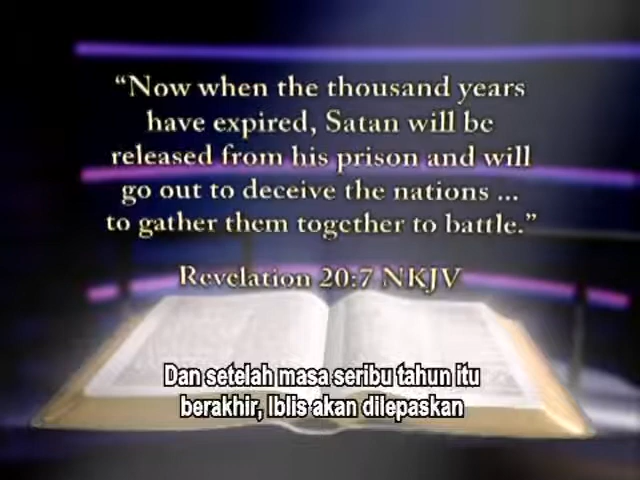 “Now when the thousand years
have expired, Satan will be
released from his prison and will
go out to deceive the nations ...
to gather them together to battle.”
Revelation 20:7 NKJV
Dan setelah masa seribu tahun itu
berakhir, Iblis akan dilepaskan